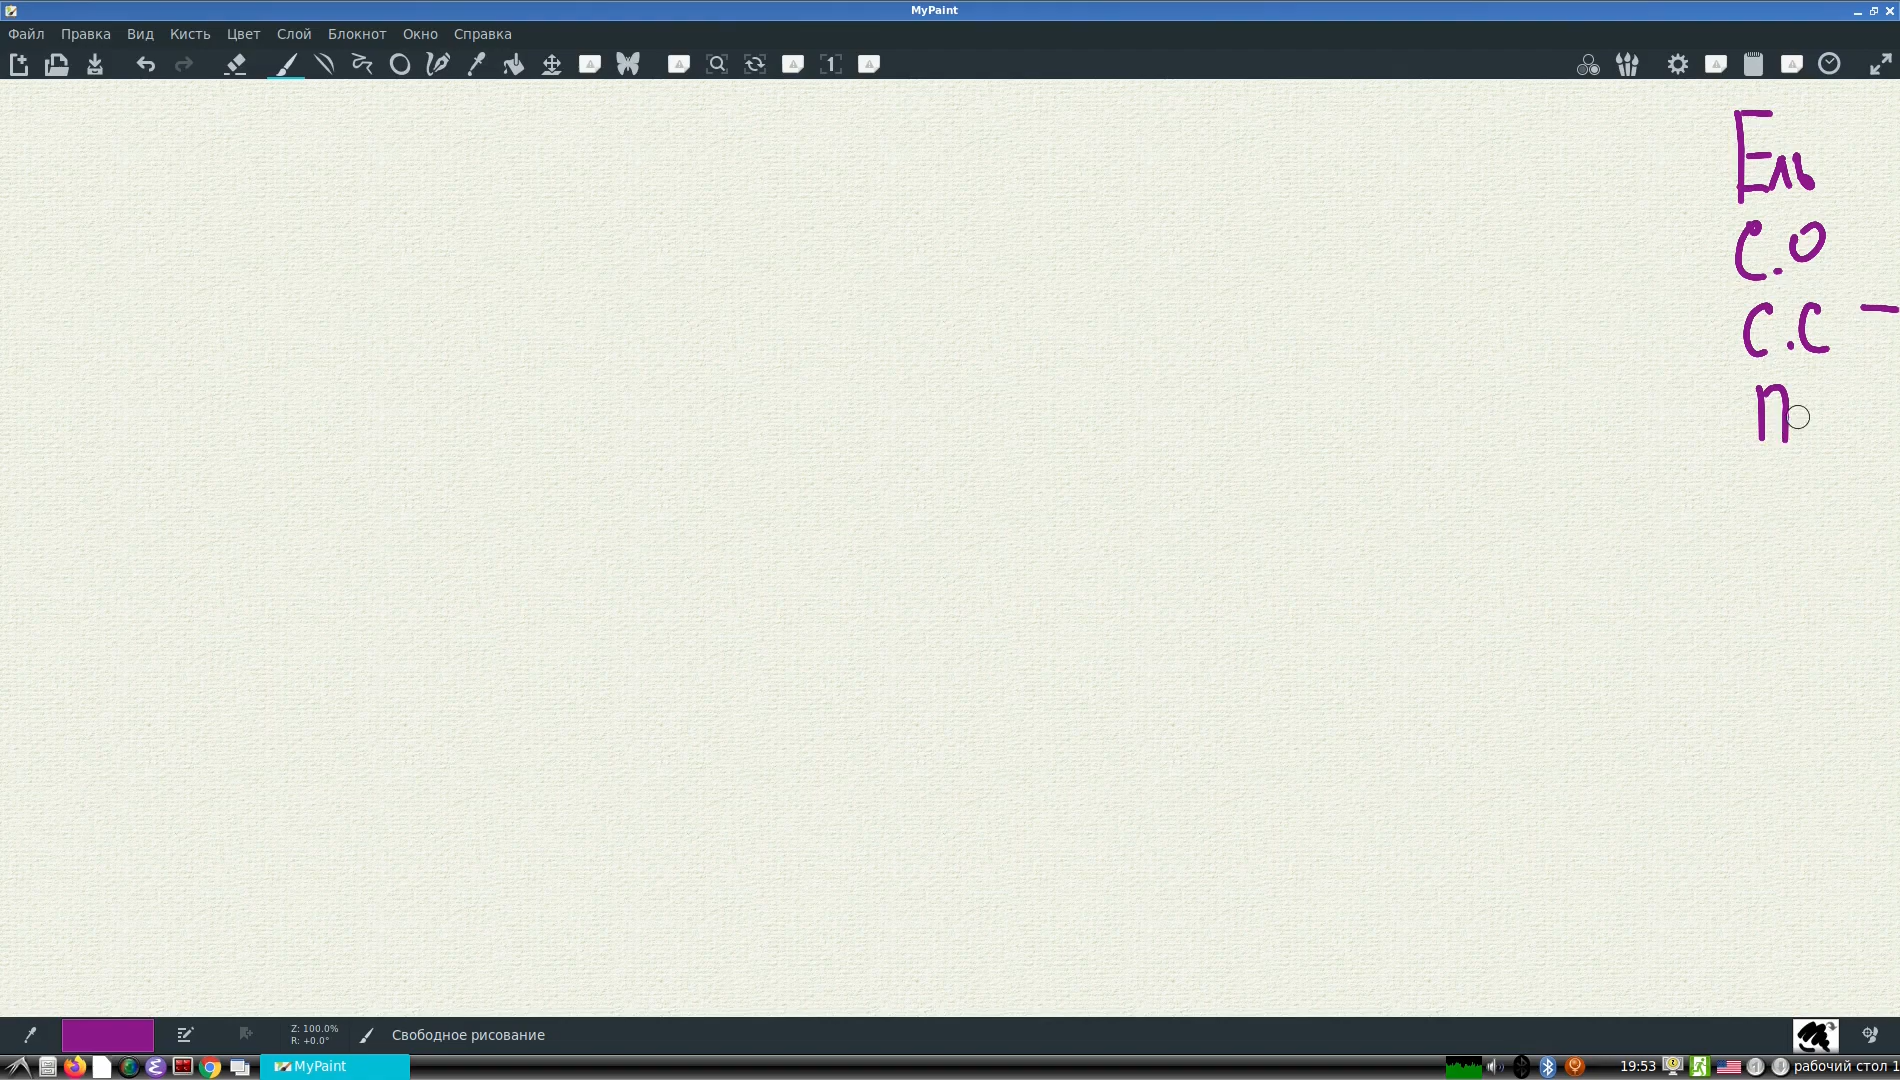 MyPaint
Файл Правка Вид Кисть Цвет Слой Блокнот Окно Справка
1
Ель
С.О
С.С –
П
Z: 100.0%
R: +0.0°
Свободное рисование
MyPaint
19:53
рабочий стол 1